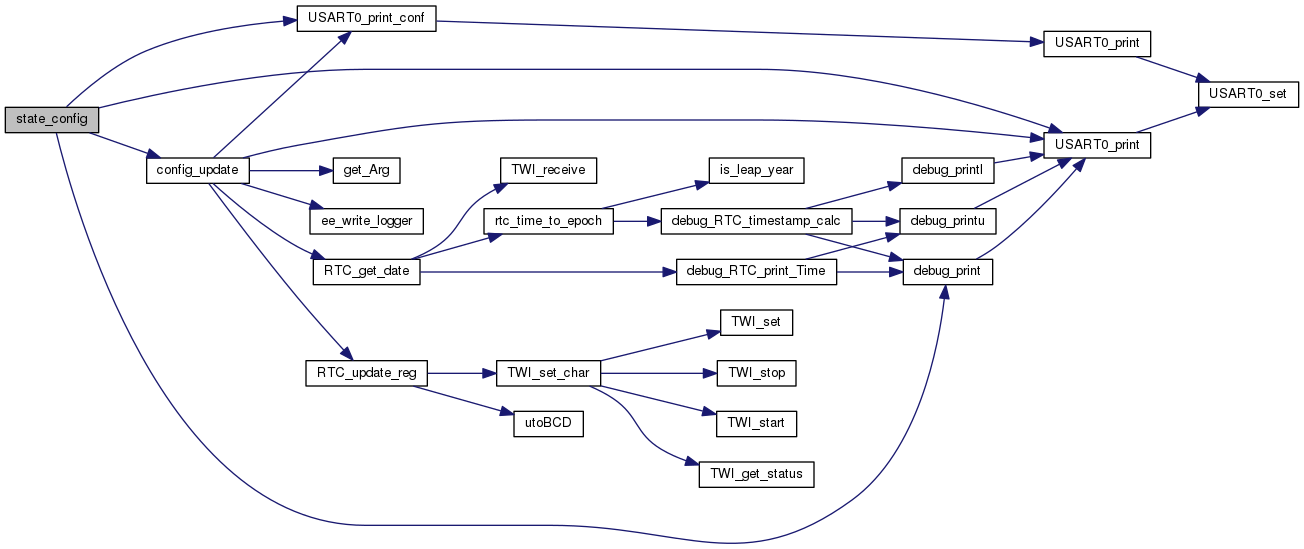 USART0_print_conf
USART0_print
USART0_set
state_config
USART0_print
config_update
get_Arg
TWI_receive
is_leap_year
debug_printl
ee_write_logger
rtc_time_to_epoch
debug_RTC_timestamp_calc
debug_printu
RTC_get_date
debug_RTC_print_Time
debug_print
TWI_set
RTC_update_reg
TWI_set_char
TWI_stop
utoBCD
TWI_start
TWI_get_status